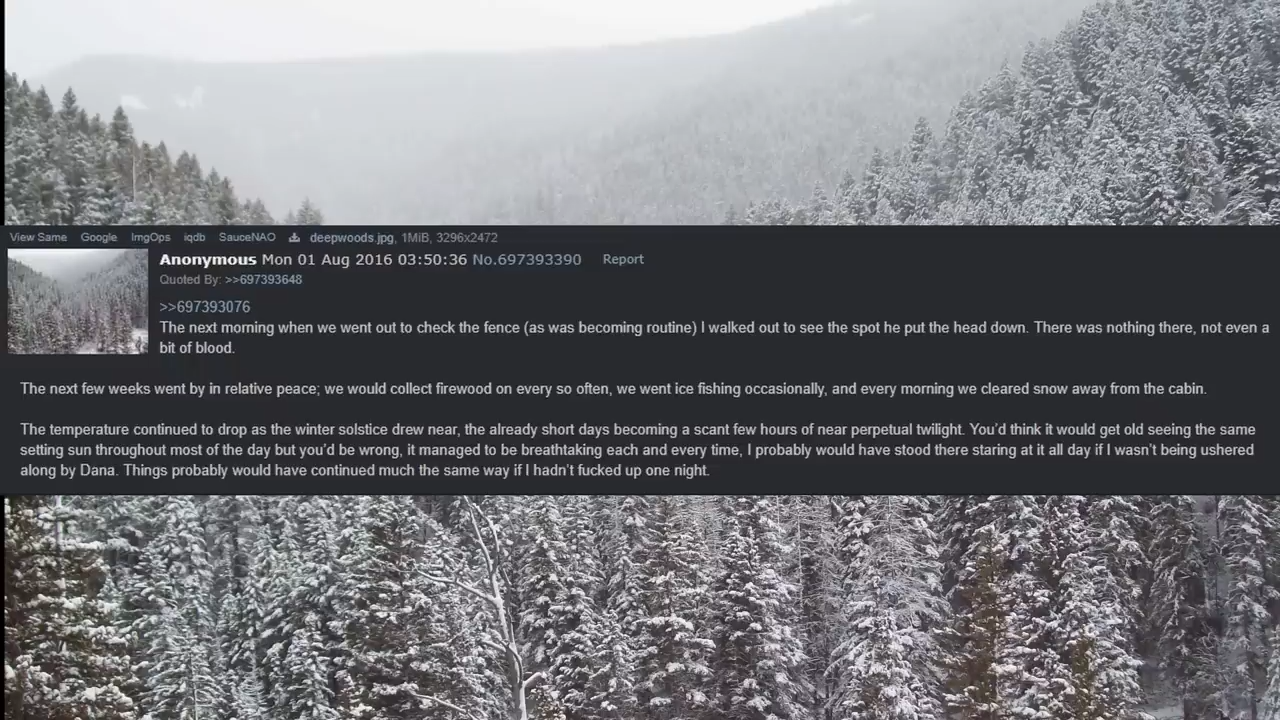 View Same Google ImgOps iqdb SauceNAO deepwoods.jpg, 1MiB, 3296x2472
Anonymous Mon 01 Aug 2016 03:50:36 No.697393390 Report
Quoted By: >>697393648
>>697393076
The next morning when we went out to check the fence (as was becoming routine) I walked out to see the spot he put the head down. There was nothing there, not even a
bit of blood.
The next few weeks went by in relative peace; we would collect firewood on every so often, we went ice fishing occasionally, and every morning we cleared snow away from the cabin.
The temperature continued to drop as the winter solstice drew near, the already short days becoming a scant few hours of near perpetual twilight. You'd think it would get old seeing the same
setting sun throughout most of the day but you'd be wrong, it managed to be breathtaking each and every time, I probably would have stood there staring at it all day if I wasn't being ushered
along by Dana. Things probably would have continued much the same way if I hadn't fucked up one night.